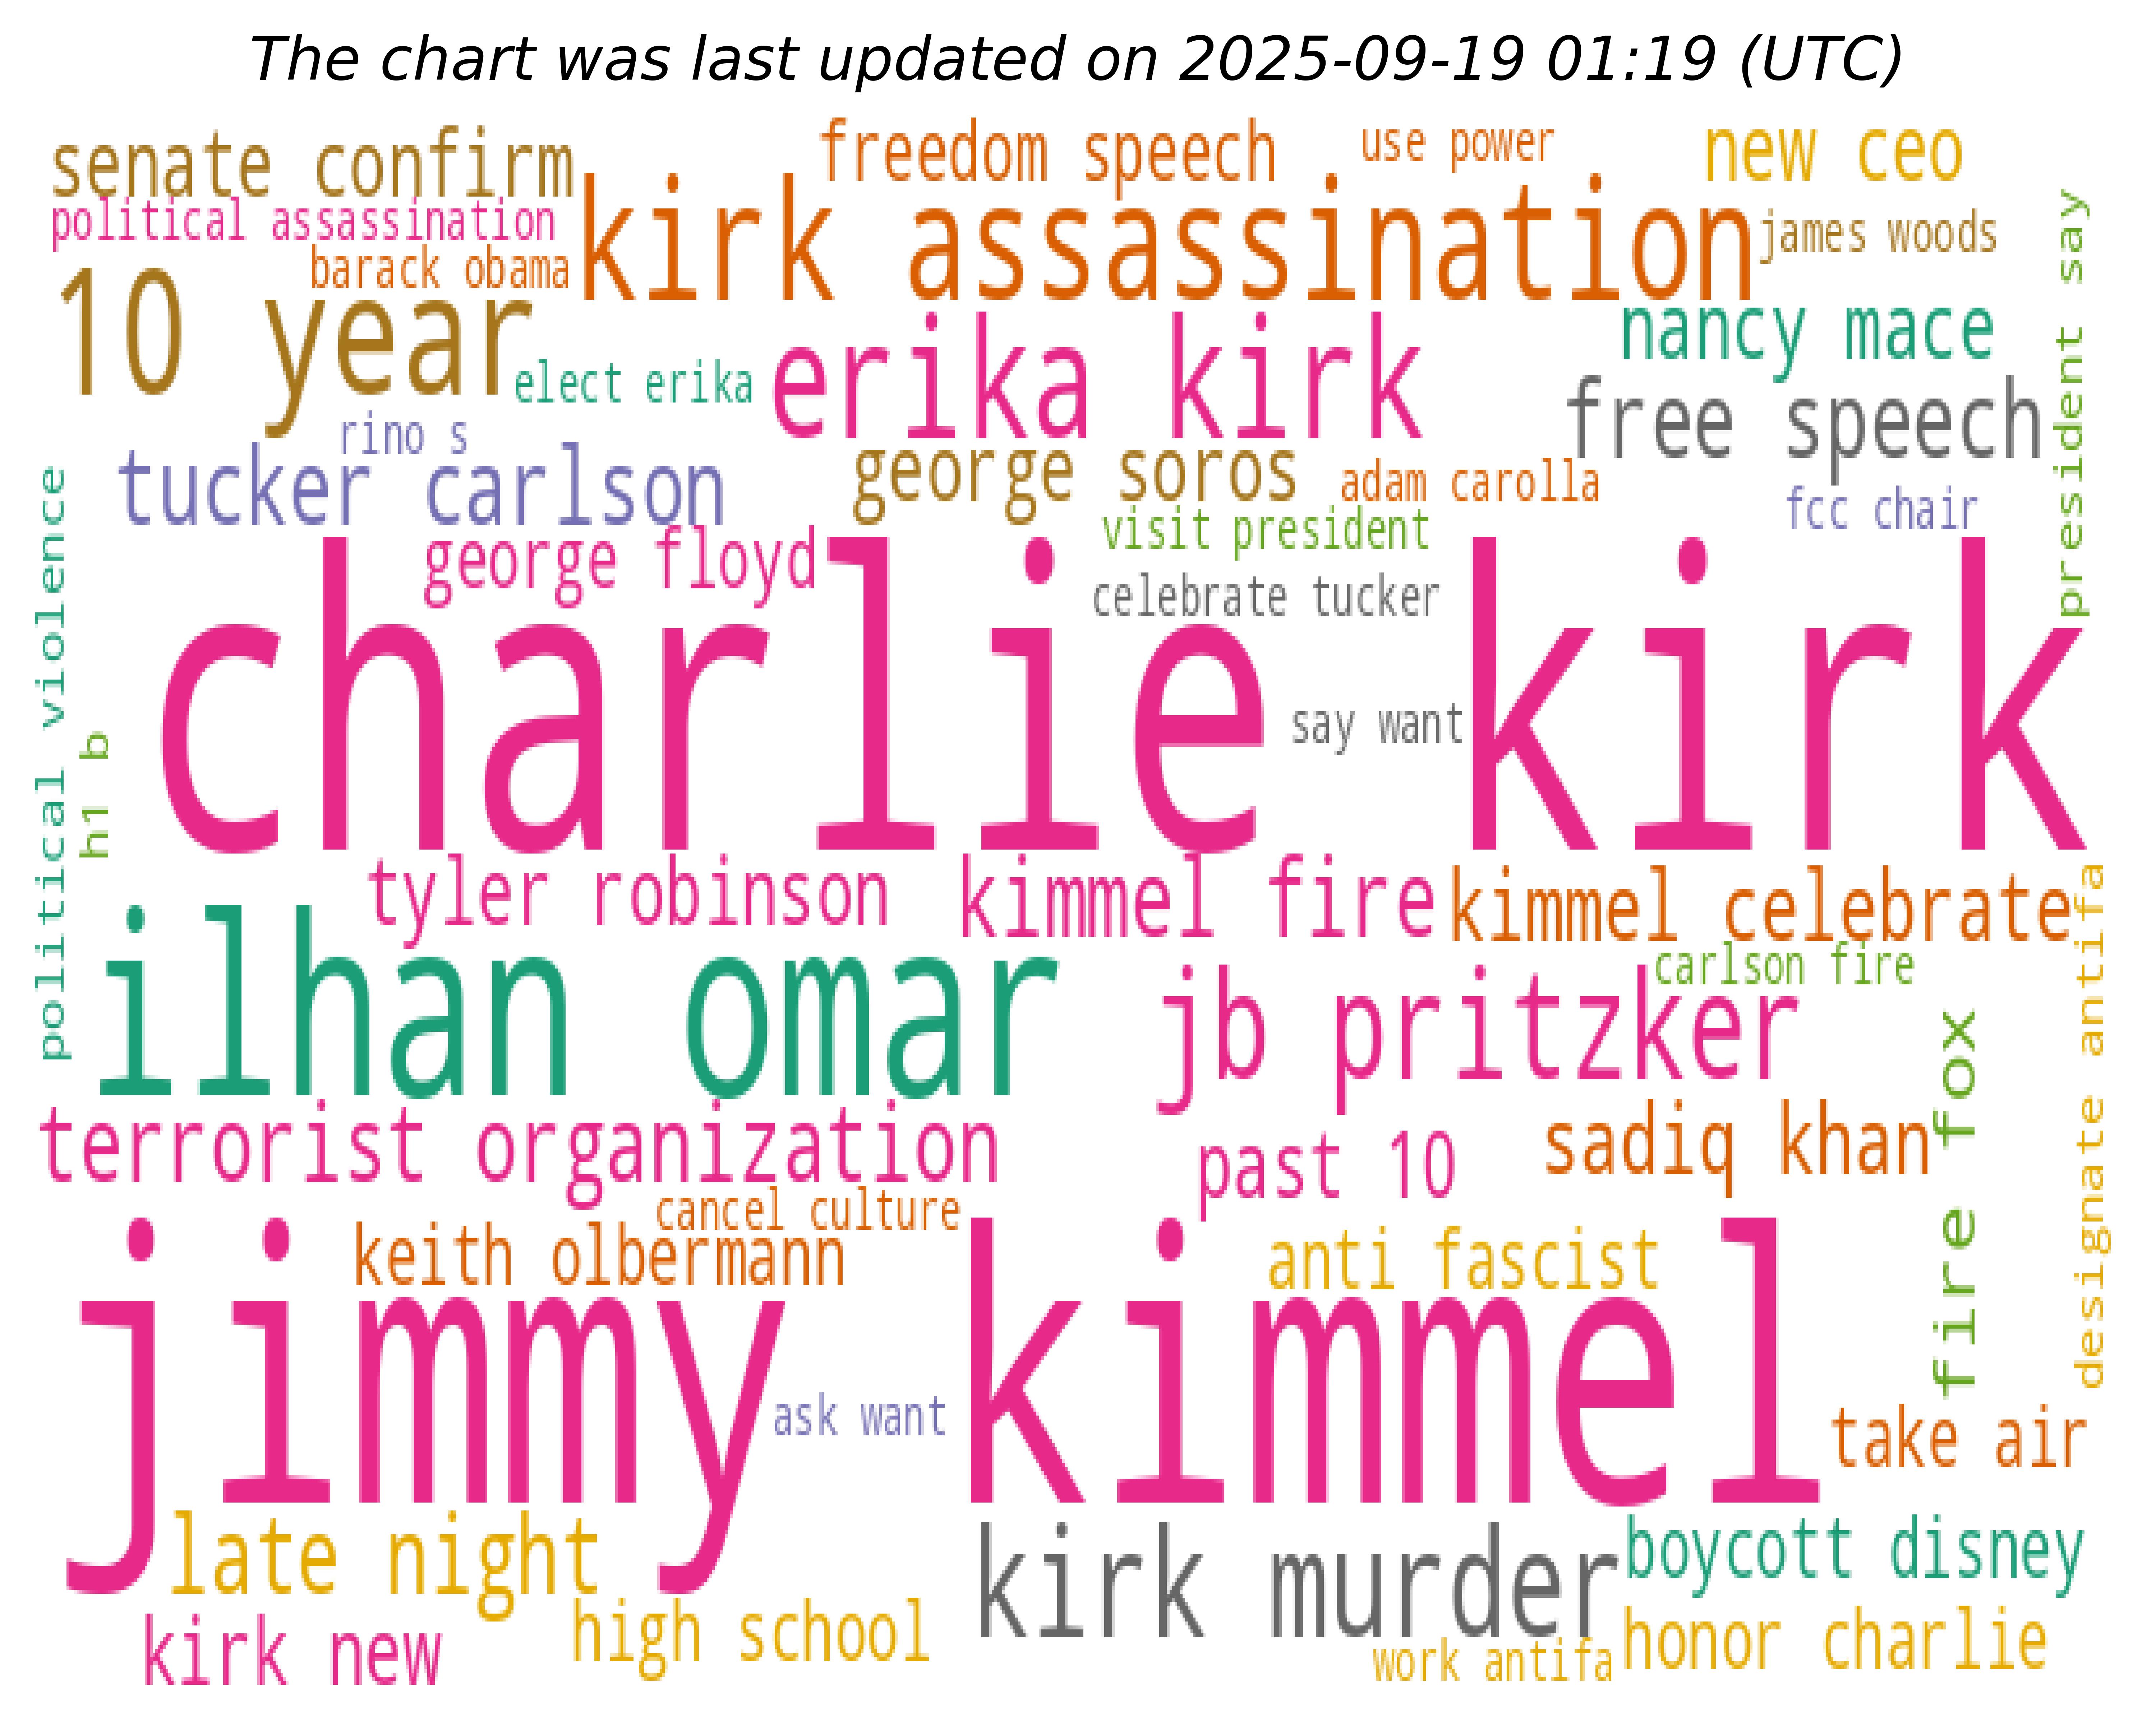 The chart was last updated on 2025-09-19 01:19 (UTC)
senate confirm
freedom speech
use power
new ceo
political assassination
kirk assassination
james woods
president say
barack obama
10 year
nancy mace
elect erika
erika kirk
free speech
rino s
tucker carlson
george soros
adam carolla
fcc chair
visit president
george floyd
celebrate tucker
charlie kirk
say want
political violence
h1 b
tyler robinson
kimmel fire
kimmel celebrate
ilhan omar
carlson fire
jb pritzker
designate antifa
fire fox
terrorist organization
past 10
sadiq khan
cancel culture
keith olbermann
anti fascist
jimmy kimmel
ask want
take air
late night
kirk murder
boycott disney
kirk new
high school
work antifa
honor charlie